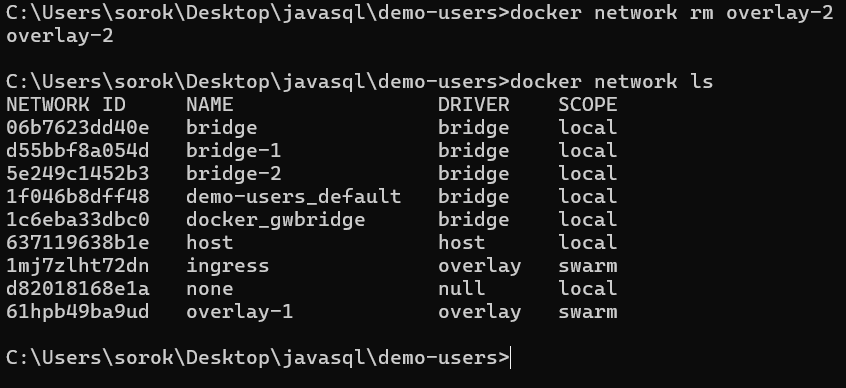 C:\Users\sorok\Desktop\javasql\demo-users>docker network rm overlay-2
overlay-2
C:\Users\sorok\Desktop\javasql\demo-users>docker network ls
NETWORK ID     NAME                 DRIVER    SCOPE
06b7623dd40e   bridge               bridge    local
d55bbf8a054d   bridge-1             bridge    local
5e249c1452b3   bridge-2             bridge    local
1f046b8dff48   demo-users_default   bridge    local
1c6eba33dbc0   docker_gwbridge      bridge    local
637119638b1e   host                 host      local
1mj7zlht72dn   ingress              overlay   swarm
d82018168e1a   none                 null      local
61hpb49ba9ud   overlay-1            overlay   swarm
C:\Users\sorok\Desktop\javasql\demo-users>